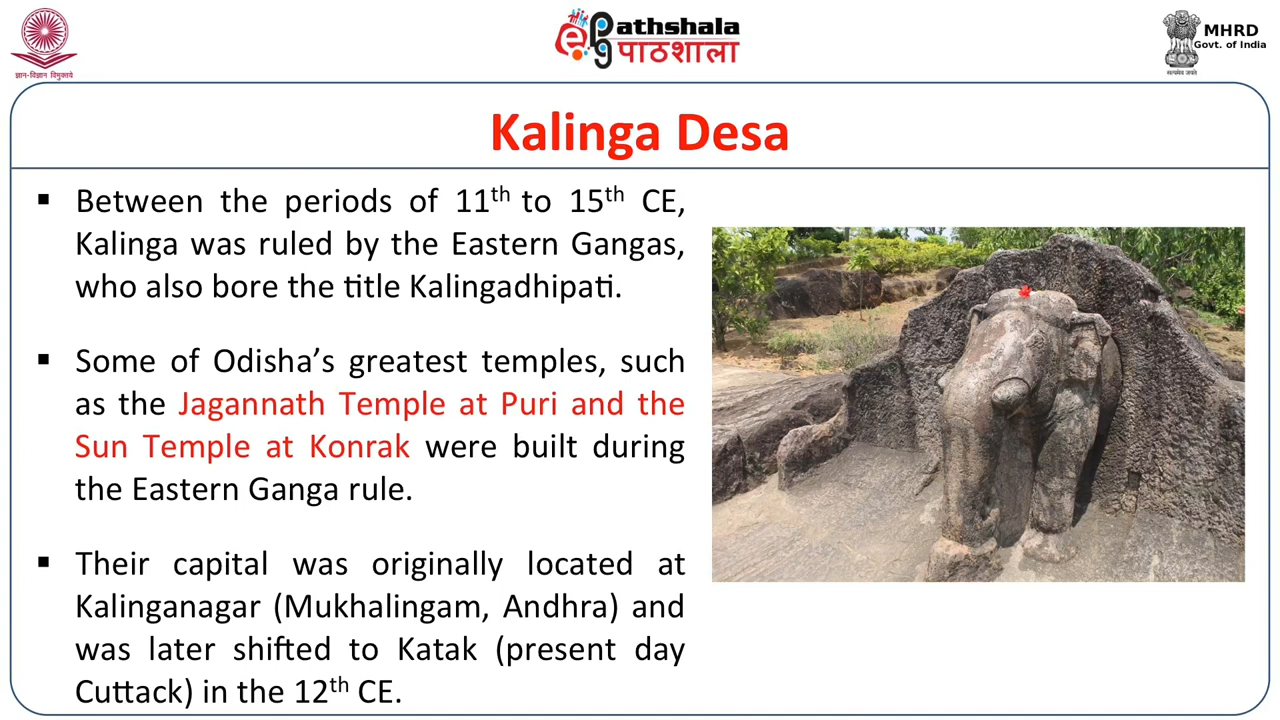 ज्ञान-विज्ञान विमुक्तये
ePathshala
पाठशाला
MHRD
Govt. of India
सत्यमेव जयते
Kalinga Desa
▪ Between the periods of 11th to 15th CE,
Kalinga was ruled by the Eastern Gangas,
who also bore the title Kalingadhipati.
▪ Some of Odisha’s greatest temples, such
as the Jagannath Temple at Puri and the
Sun Temple at Konrak were built during
the Eastern Ganga rule.
▪ Their capital was originally located at
Kalinganagar (Mukhalingam, Andhra) and
was later shifted to Katak (present day
Cuttack) in the 12th CE.